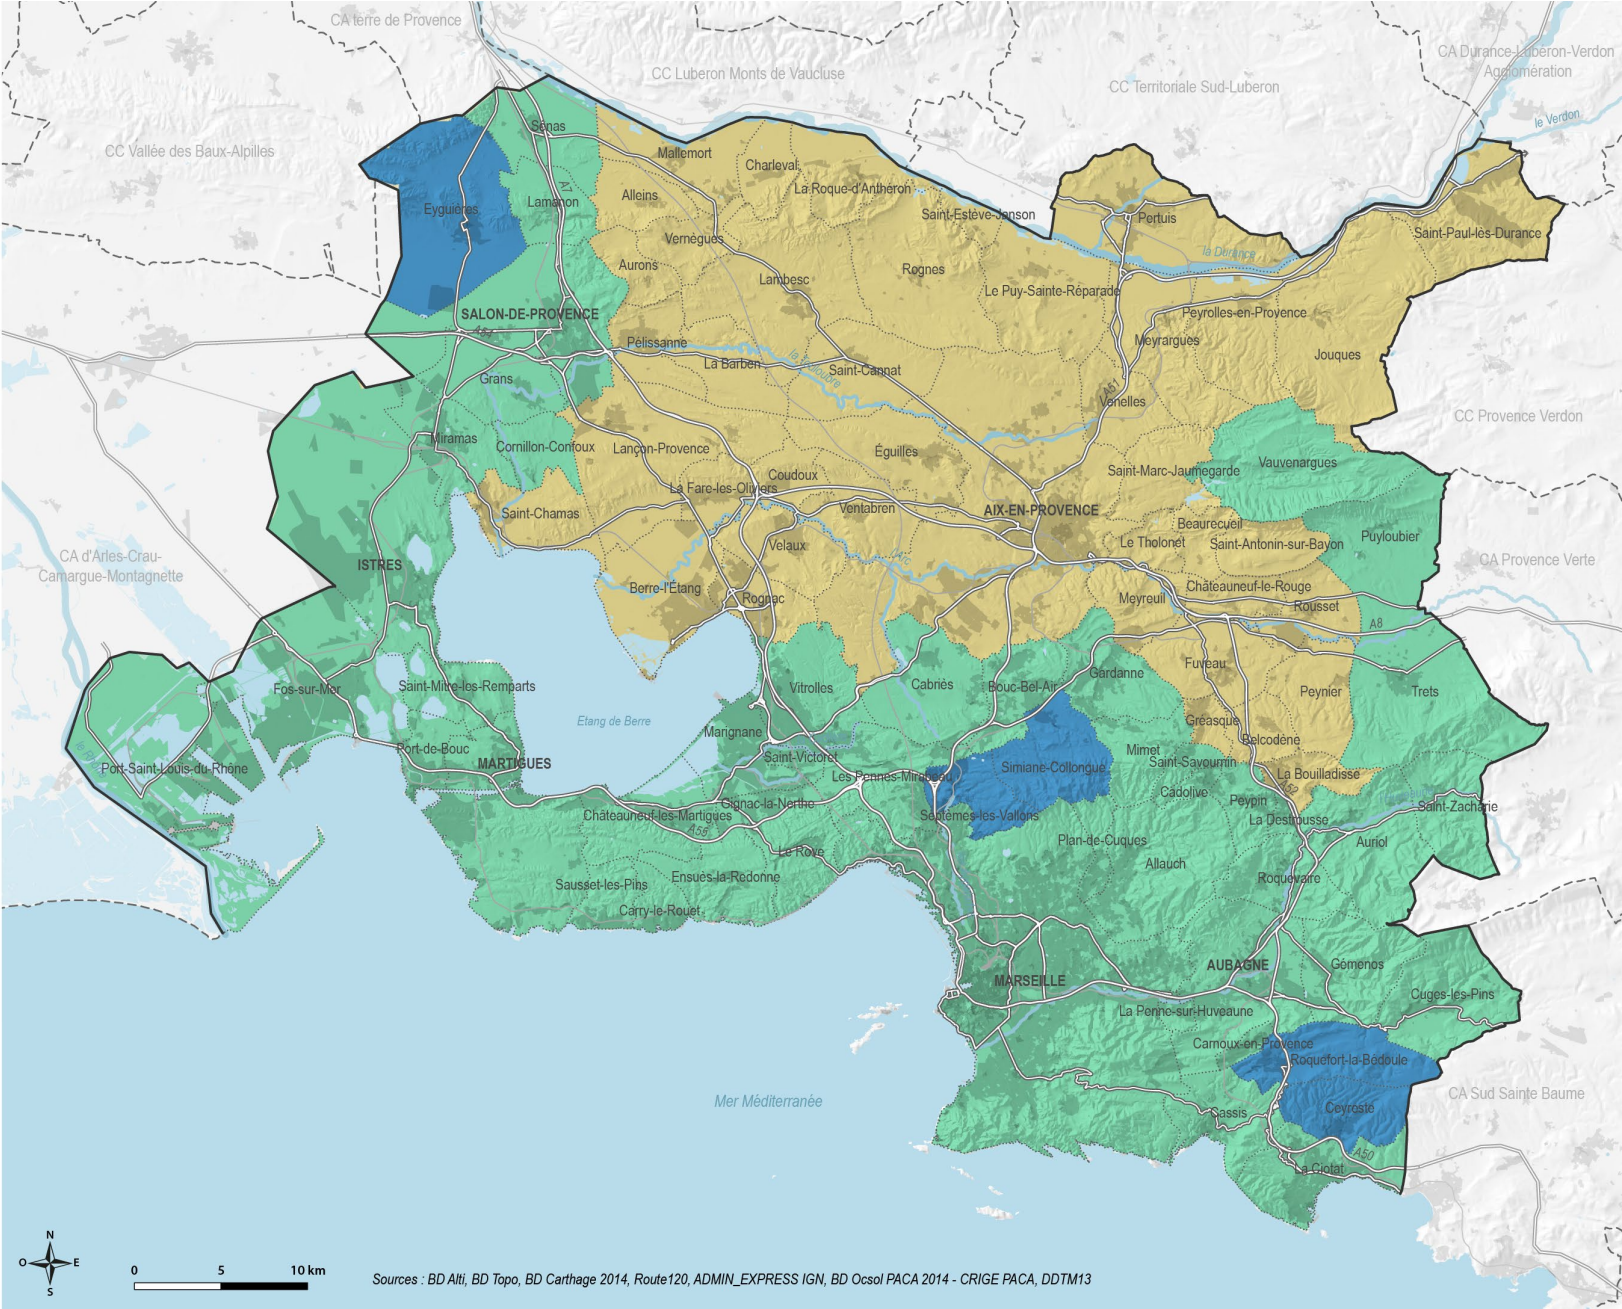 CA terre de Provence
CC Luberon Monts de Vaucluse
CC Territoriale Sud-Luberon
CA Durance-Luberon-Verdon
Agglomération
le Verdon
CC Vallée des Baux-Alpilles
Sénas
Mallemort
Charleval
A7
La Roque-d'Anthéron
Alleins
Lamanon
Eyguières
Saint-Estève-Janson
Pertuis
Saint-Paul-lès-Durance
Vernègues
la Durance
Aurons
Rognes
Lambesc
Le Puy-Sainte-Réparade
SALON-DE-PROVENCE
Peyrolles-en-Provence
A54
Pélissanne
Meyrargues
la Touloubre
Jouques
La Barben
Saint-Cannat
Grans
A51
Venelles
CC Provence Verdon
Miramas
Cornillon-Confoux
Lançon-Provence
Éguilles
Saint-Marc-Jaumegarde
Vauvenargues
Coudoux
La Fare-les-Oliviers
Saint-Chamas
Ventabren
AIX-EN-PROVENCE
Beaurecueil
Puyloubier
Le Tholonet
Saint-Antonin-sur-Bayon
Velaux
CA d'Arles-Crau-
Camargue-Montagnette
ISTRES
l'Arc
CA Provence Verte
Berre-l'Étang
Rognac
Meyreuil
Châteauneuf-le-Rouge
Rousset
A8
Fuveau
Fos-sur-Mer
Saint-Mitre-les-Remparts
Vitrolles
Cabriès
Bouc-Bel-Air
Gardanne
Peynier
Trets
Etang de Berre
Gréasque
Marignane
Belcodène
Port-de-Bouc
le R
Saint-Victoret
Mimet
Saint-Savournin
MARTIGUES
Port-Saint-Louis-du-Rhône
Les Pennes-Mirabeau
Simiane-Collongue
La Bouilladisse
A52
Cadolive
Peypin
Gignac-la-Nerthe
Saint-Zacharie
Châteauneuf-les-Martigues
Septèmes-les-Vallons
La Destrousse
A55
Plan-de-Cuques
Auriol
Le Rove
Allauch
Ensuès-la-Redonne
Roquevaire
Sausset-les-Pins
Carry-le-Rouet
AUBAGNE
Gémenos
MARSEILLE
Cuges-les-Pins
La Penne-sur-Huveaune
Carnoux-en-Provence
Roquefort-la-Bédoule
Mer Méditerranée
CA Sud Sainte Baume
Cassis
Ceyreste
A50
La Ciotat
N
O
E
S
0 5 10 km
Sources : BD Alti, BD Topo, BD Carthage 2014, Route120, ADMIN_EXPRESS IGN, BD Ocsol PACA 2014 - CRIGE PACA, DDTM13